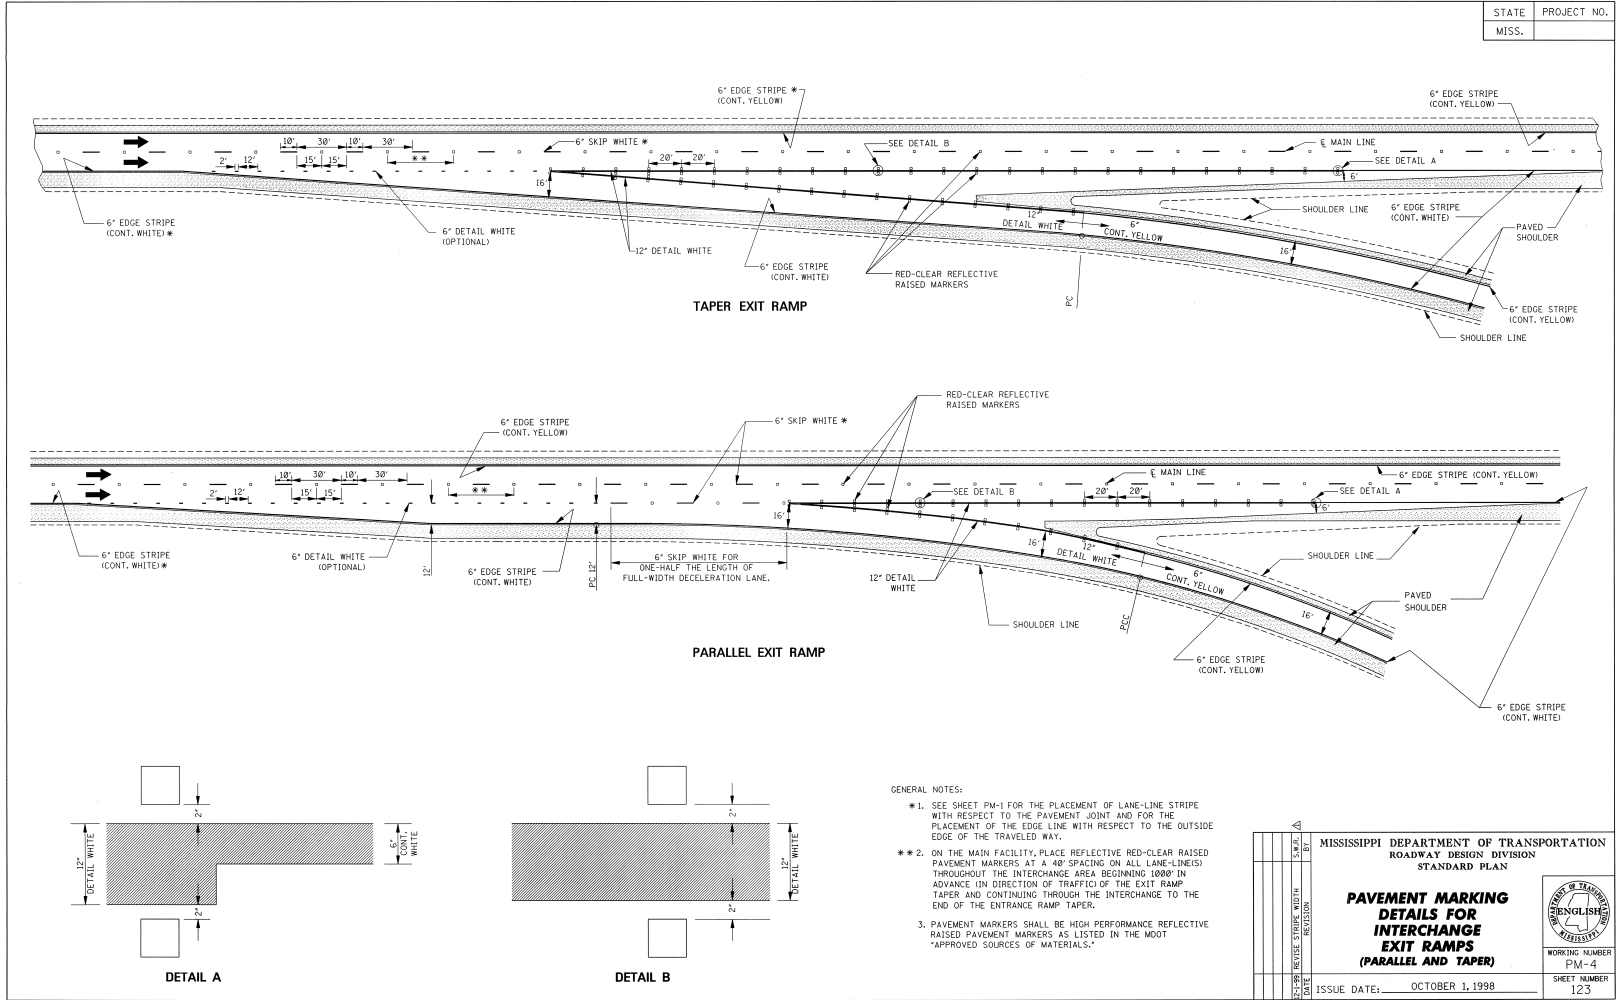 STATE PROJECT NO.
MISS.
6" EDGE STRIPE *
(CONT. YELLOW)
6" EDGE STRIPE
(CONT. YELLOW)
10' 30' 10' 30'
6" SKIP WHITE *
SEE DETAIL B
℄ MAIN LINE
2' 12' 15' 15' * *
20' 20'
SEE DETAIL A
6'
16'
6" EDGE STRIPE
(CONT. WHITE) *
6" DETAIL WHITE
(OPTIONAL)
12" DETAIL WHITE
6" EDGE STRIPE
(CONT. WHITE)
RED-CLEAR REFLECTIVE
RAISED MARKERS
12"
DETAIL WHITE
6"
CONT. YELLOW
PC
16'
SHOULDER LINE
6" EDGE STRIPE
(CONT. WHITE)
PAVED
SHOULDER
6" EDGE STRIPE
(CONT. YELLOW)
SHOULDER LINE
TAPER EXIT RAMP
RED-CLEAR REFLECTIVE
RAISED MARKERS
6" EDGE STRIPE
(CONT. YELLOW)
6" SKIP WHITE *
10' 30' 10' 30'
℄ MAIN LINE
6" EDGE STRIPE (CONT. YELLOW)
2' 12' 15' 15' * *
SEE DETAIL B
20' 20'
SEE DETAIL A
6'
16'
6" EDGE STRIPE
(CONT. WHITE) *
6" DETAIL WHITE
(OPTIONAL)
12'
6" EDGE STRIPE
(CONT. WHITE)
PC 12'
6" SKIP WHITE FOR
ONE-HALF THE LENGTH OF
FULL-WIDTH DECELERATION LANE.
12" DETAIL
WHITE
16'
12"
DETAIL WHITE
6"
CONT. YELLOW
SHOULDER LINE
PAVED
SHOULDER
16'
SHOULDER LINE
PCC
6" EDGE STRIPE
(CONT. YELLOW)
6" EDGE STRIPE
(CONT. WHITE)
PARALLEL EXIT RAMP
2"
12"
DETAIL WHITE
6"
CONT.
WHITE
2"
DETAIL A
2"
12"
DETAIL WHITE
2"
DETAIL B
GENERAL NOTES:
* 1. SEE SHEET PM-1 FOR THE PLACEMENT OF LANE-LINE STRIPE
WITH RESPECT TO THE PAVEMENT JOINT AND FOR THE
PLACEMENT OF THE EDGE LINE WITH RESPECT TO THE OUTSIDE
EDGE OF THE TRAVELED WAY.
* * 2. ON THE MAIN FACILITY, PLACE REFLECTIVE RED-CLEAR RAISED
PAVEMENT MARKERS AT A 40' SPACING ON ALL LANE-LINE(S)
THROUGHOUT THE INTERCHANGE AREA BEGINNING 1000' IN
ADVANCE (IN DIRECTION OF TRAFFIC) OF THE EXIT RAMP
TAPER AND CONTINUING THROUGH THE INTERCHANGE TO THE
END OF THE ENTRANCE RAMP TAPER.
3. PAVEMENT MARKERS SHALL BE HIGH PERFORMANCE REFLECTIVE
RAISED PAVEMENT MARKERS AS LISTED IN THE MDOT
"APPROVED SOURCES OF MATERIALS."
S.W.R. BY
REVISE STRIPE WIDTH REVISION
12-1-99 DATE
MISSISSIPPI DEPARTMENT OF TRANSPORTATION
ROADWAY DESIGN DIVISION
STANDARD PLAN
PAVEMENT MARKING
DETAILS FOR
INTERCHANGE
EXIT RAMPS
(PARALLEL AND TAPER)
DEPARTMENT OF TRANSPORTATION
ENGLISH
MISSISSIPPI
WORKING NUMBER
PM-4
SHEET NUMBER
123
ISSUE DATE: OCTOBER 1, 1998